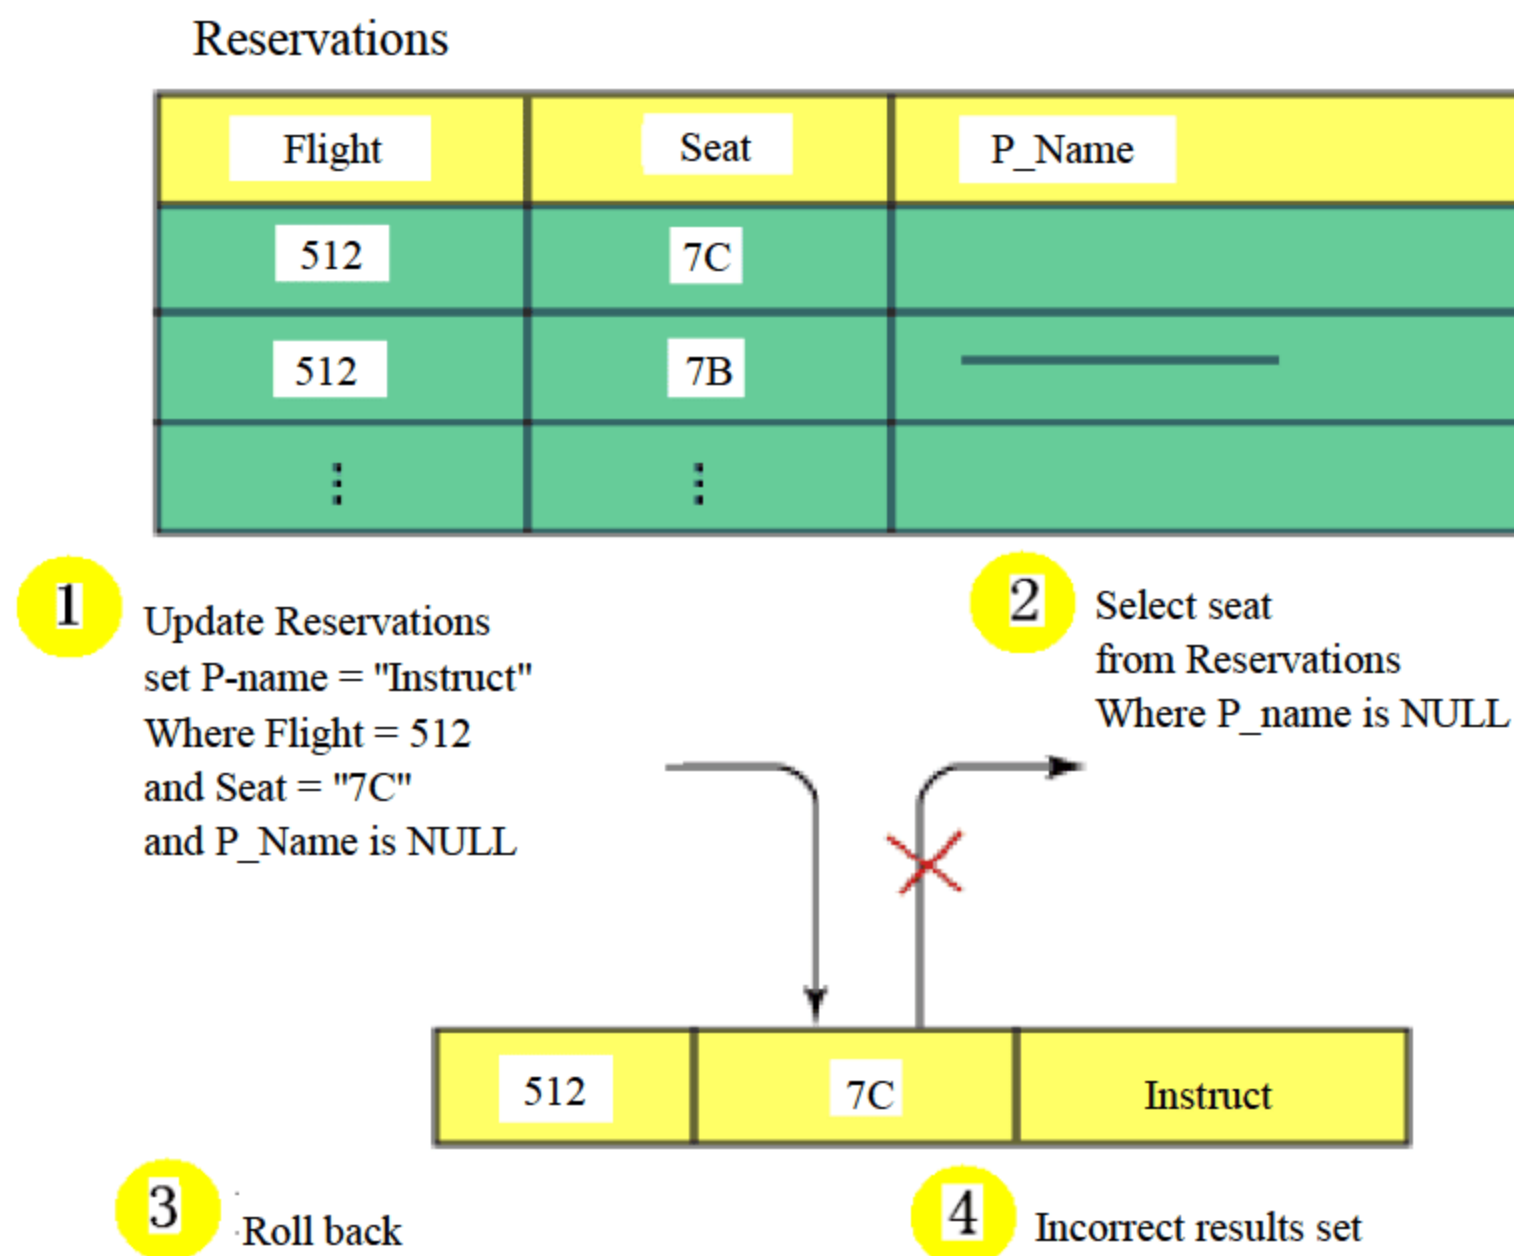 Reservations
Flight Seat P_Name
512 7C
512 7B
1
Update Reservations
set P-name = "Instruct"
Where Flight = 512
and Seat = "7C"
and P_Name is NULL
2
Select seat
from Reservations
Where P_name is NULL
512 7C Instruct
3 Roll back
4 Incorrect results set